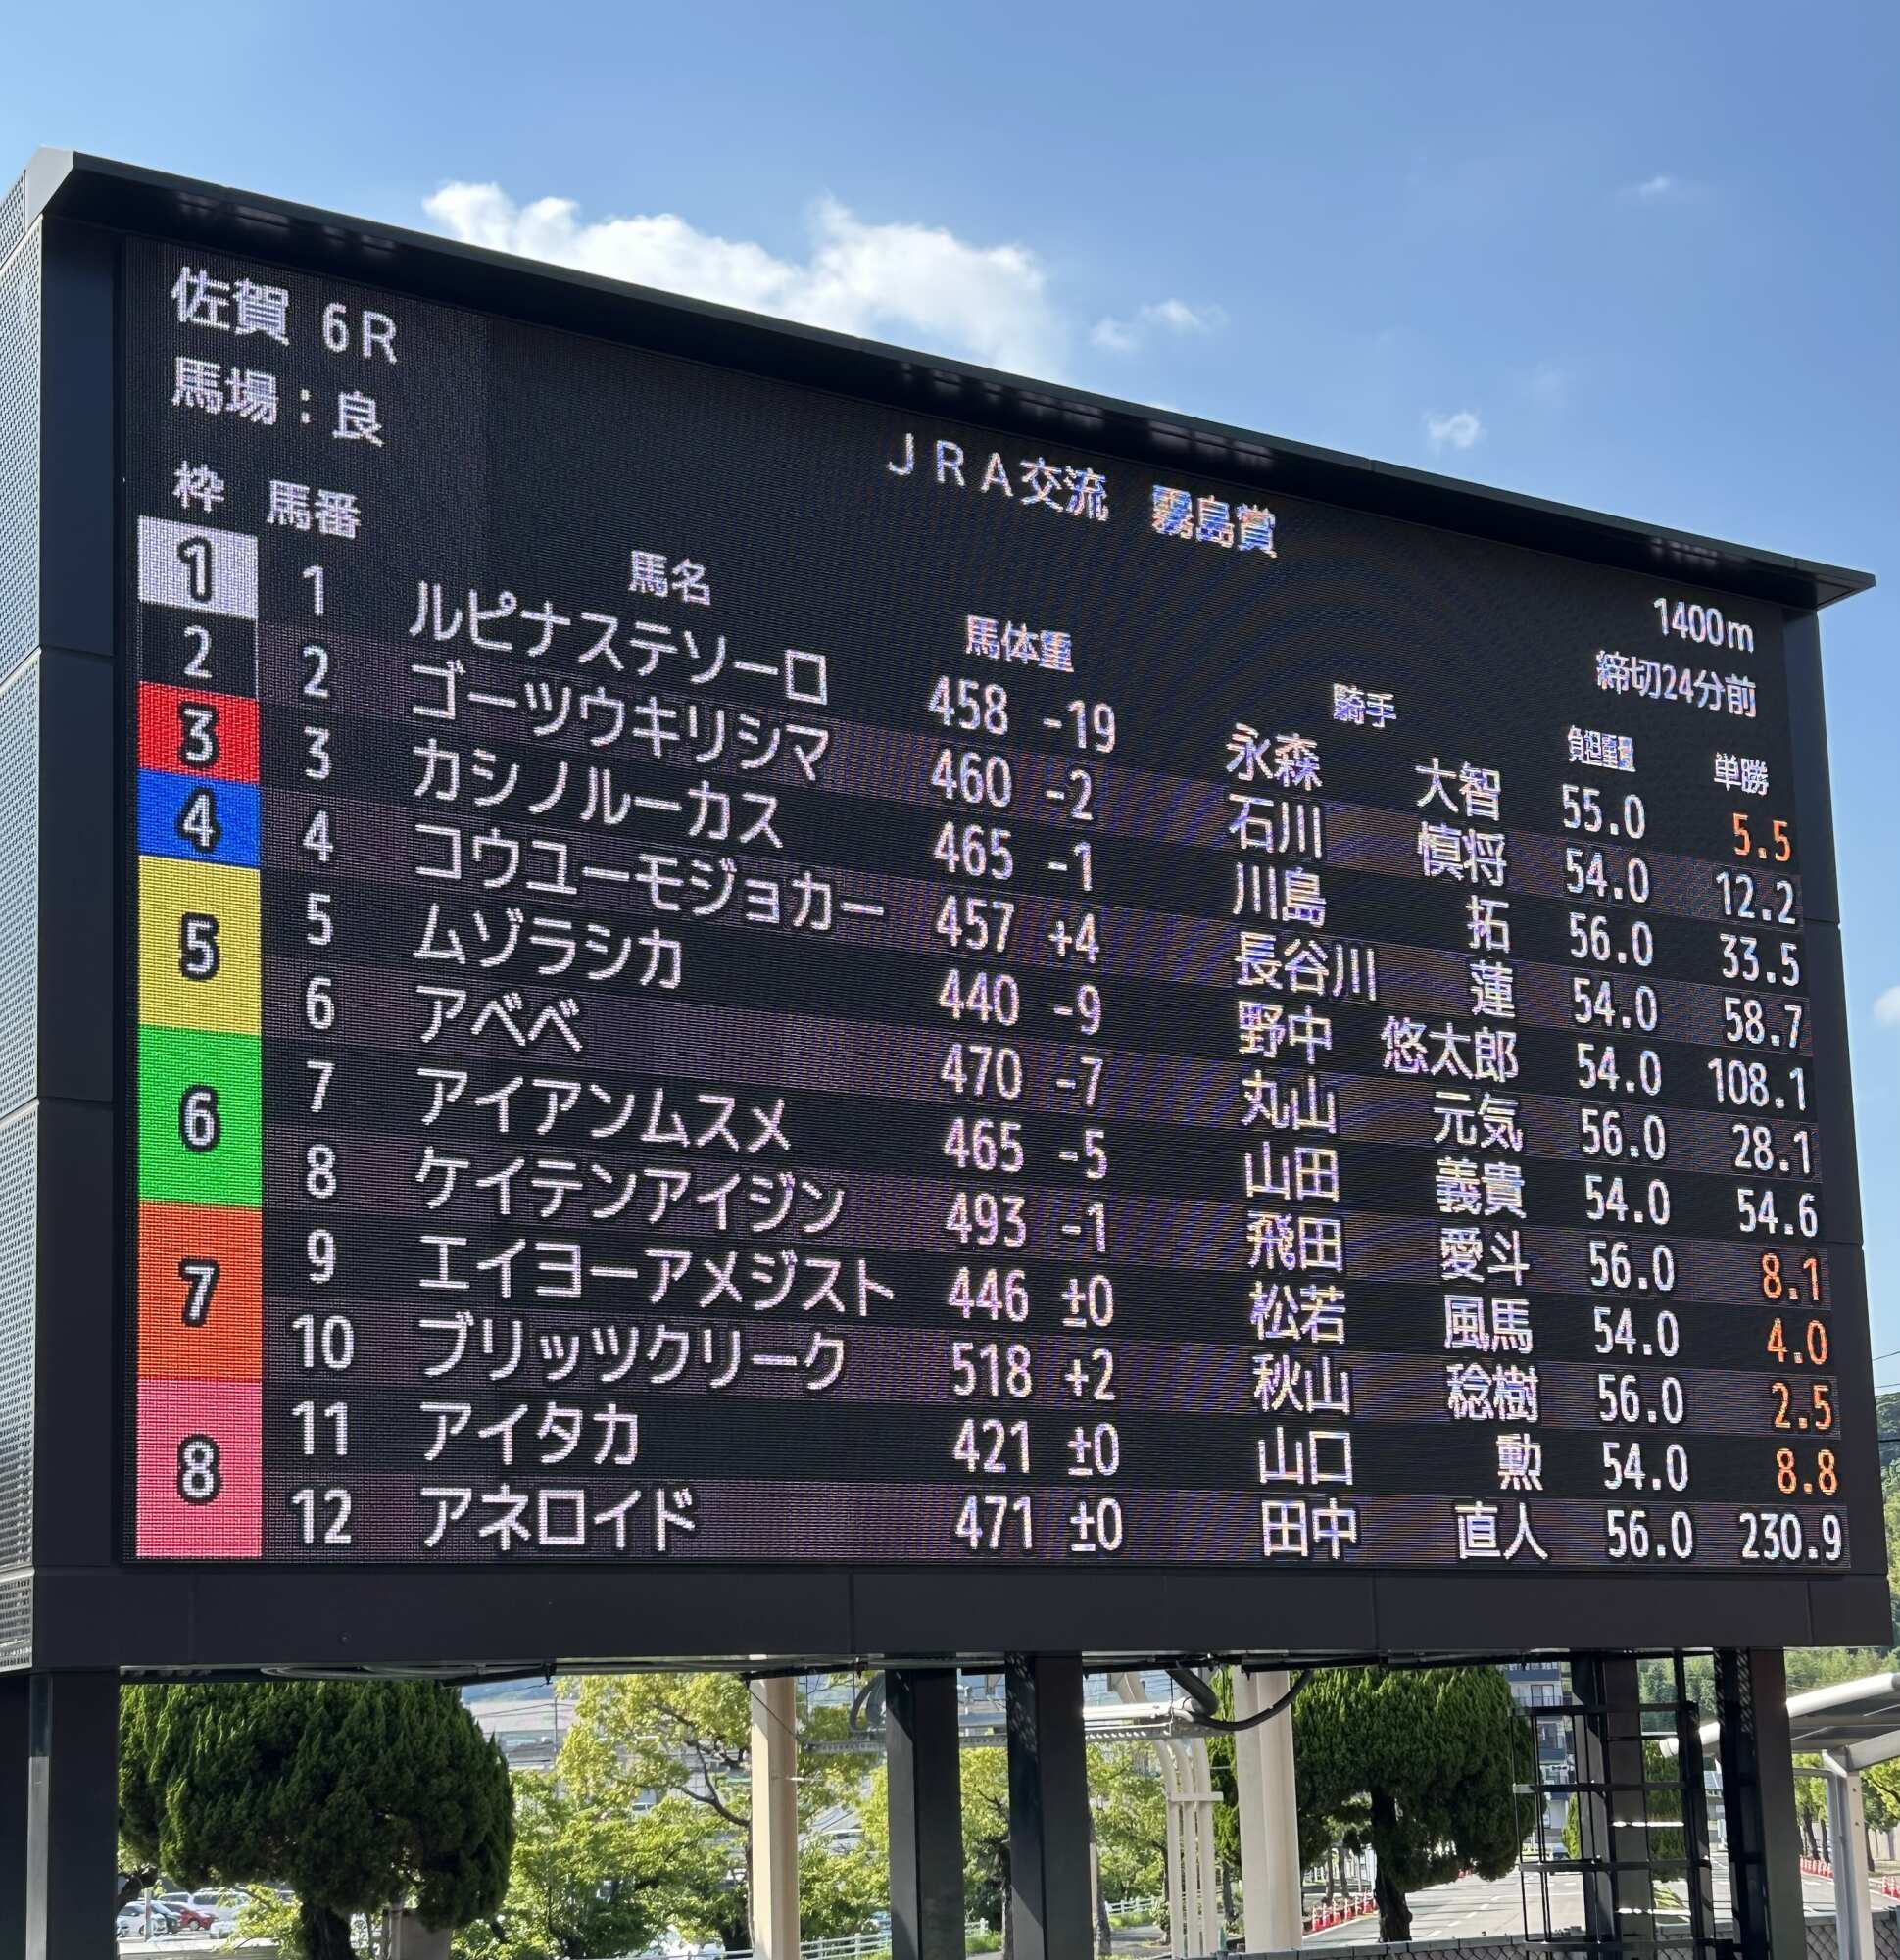 佐賀 6R
馬場：良
JRA交流 霧島賞
1400m
締切24分前
枠 馬番 馬名 馬体重 騎手 負担重量 単勝
1 1 ルピナステソーロ 458 -19 永森 大智 55.0 5.5
2 2 ゴーツウキリシマ 460 -2 石川 慎将 54.0 12.2
3 3 カシノルーカス 465 -1 川島 拓 56.0 33.5
4 4 コウユーモジョカー 457 +4 長谷川 蓮 54.0 58.7
5 5 ムゾラシカ 440 -9 野中 悠太郎 54.0 108.1
6 アベベ 470 -7 丸山 元気 56.0 28.1
6 7 アイアンムスメ 465 -5 山田 義貴 54.0 54.6
8 ケイテンアイジン 493 -1 飛田 愛斗 56.0 8.1
7 9 エイヨーアメジスト 446 ±0 松若 風馬 54.0 4.0
10 ブリッツクリーク 518 +2 秋山 稔樹 56.0 2.5
8 11 アイタカ 421 ±0 山口 勲 54.0 8.8
12 アネロイド 471 ±0 田中 直人 56.0 230.9